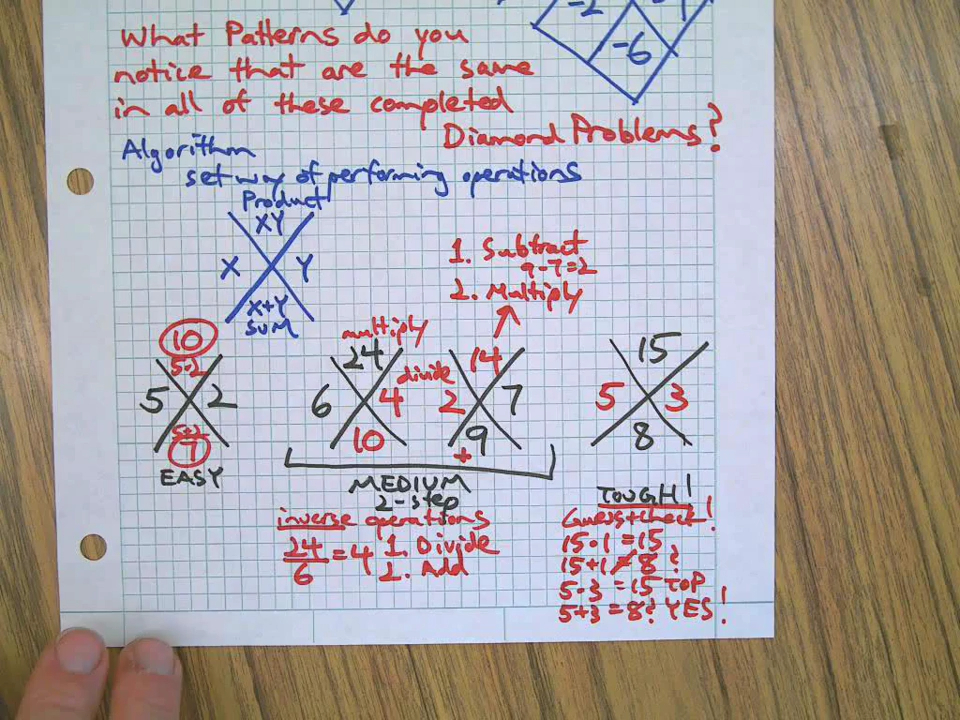 -2
-6
What Patterns do you
notice that are the same
in all of these completed
Diamond Problems?
Algorithm
set way of performing operations
Product
XY
X Y
X+Y
SUM
1. Subtract
9-7=2
2. Multiply
10
5·2
5 2
5+2
7
EASY
multiply
24
6 4
10
divide
14
2 7
9
+
MEDIUM
2-step
inverse operations
24/6 = 4
1. Divide
2. Add
15
5 3
8
TOUGH!
Guess+check!
15·1=15
15+1≠8?
5·3=15 TOP
5+3=8? YES!